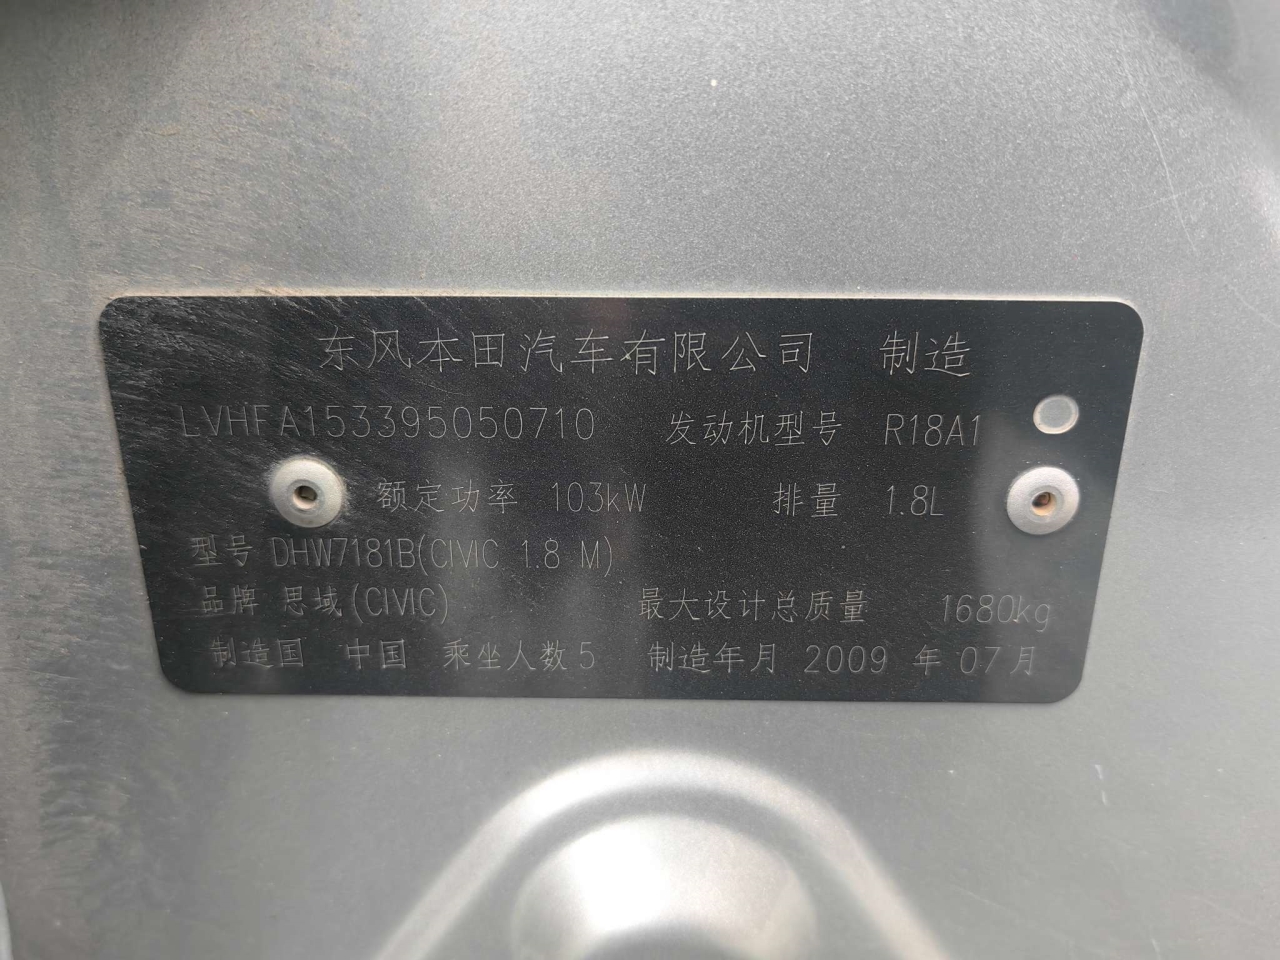 东风本田汽车有限公司 制造
LVHFA153395050710 发动机型号 R18A1
额定功率 103kW 排量 1.8L
型号 DHW7181B(CIVIC 1.8 M)
品牌 思域(CIVIC) 最大设计总质量 1680kg
制造国 中国 乘坐人数5 制造年月 2009 年 07月